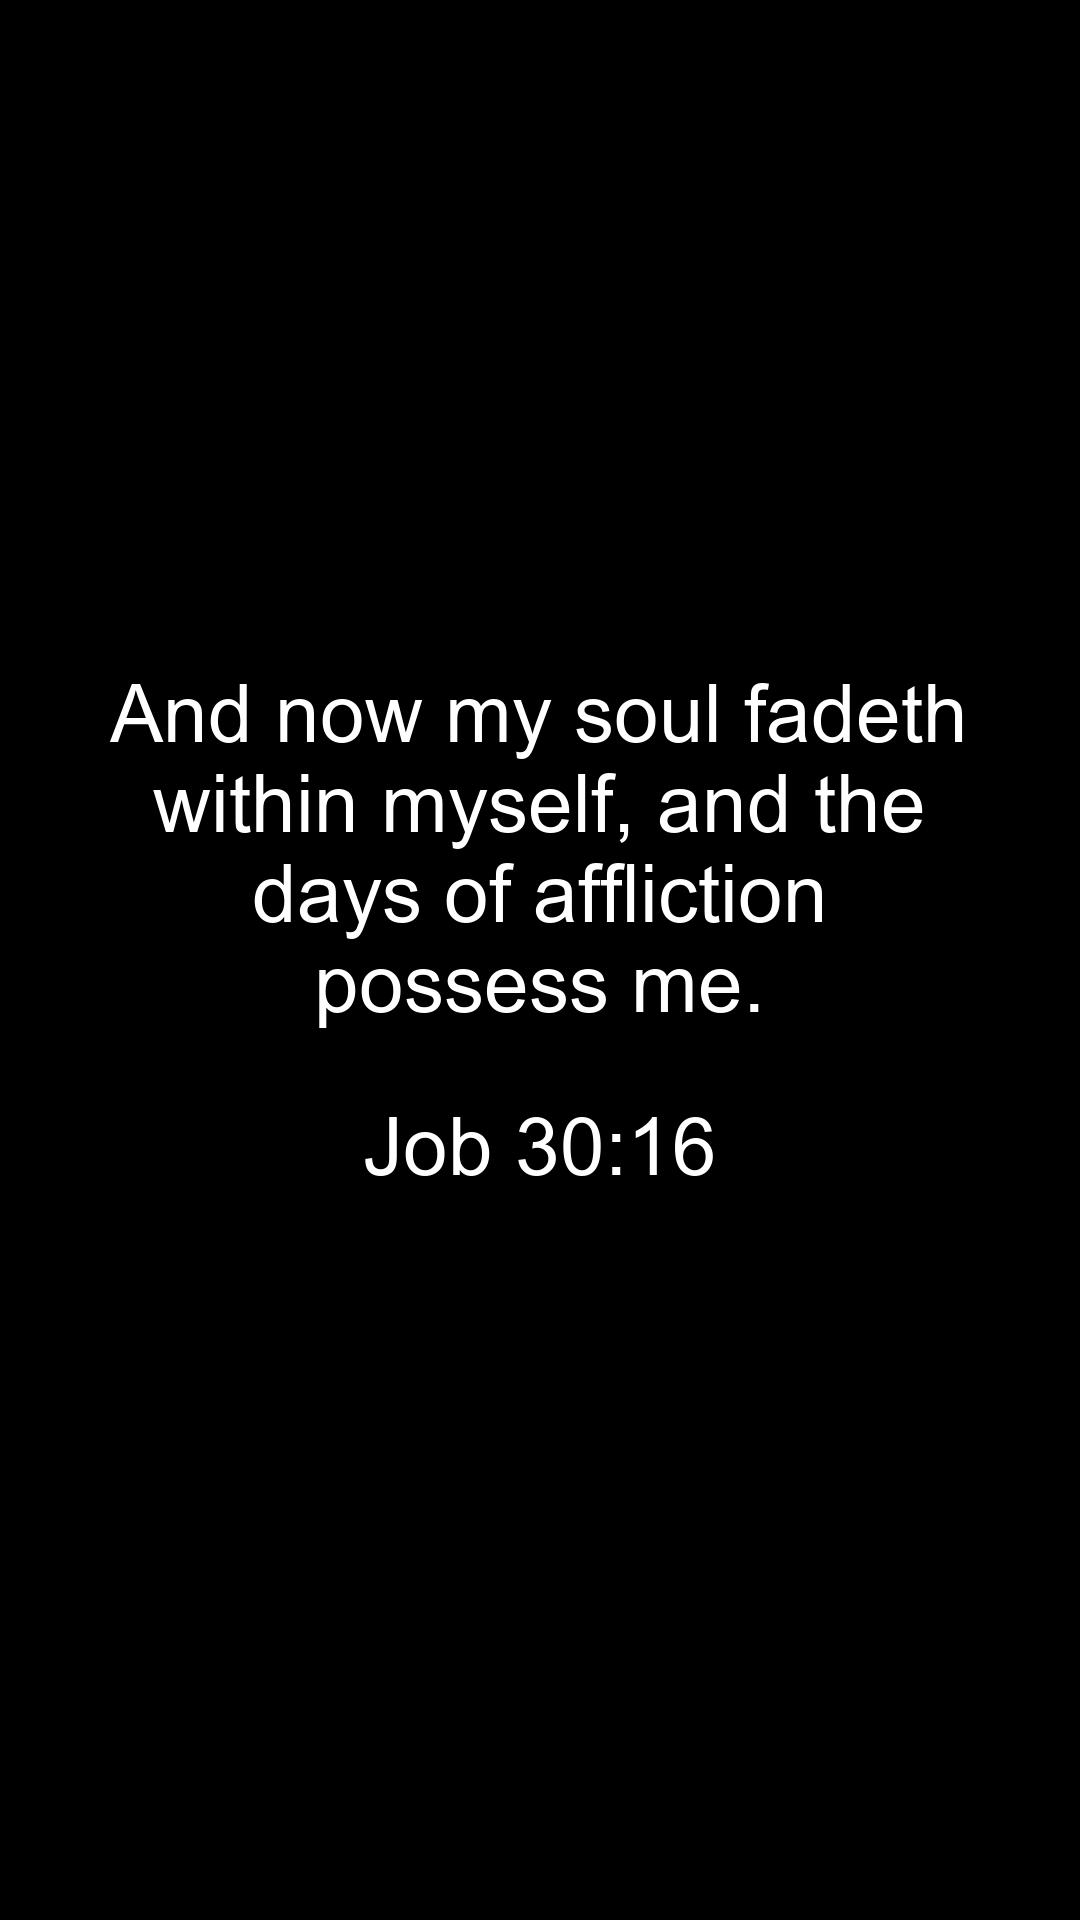 And now my soul fadeth
within myself, and the
days of affliction
possess me.
Job 30:16